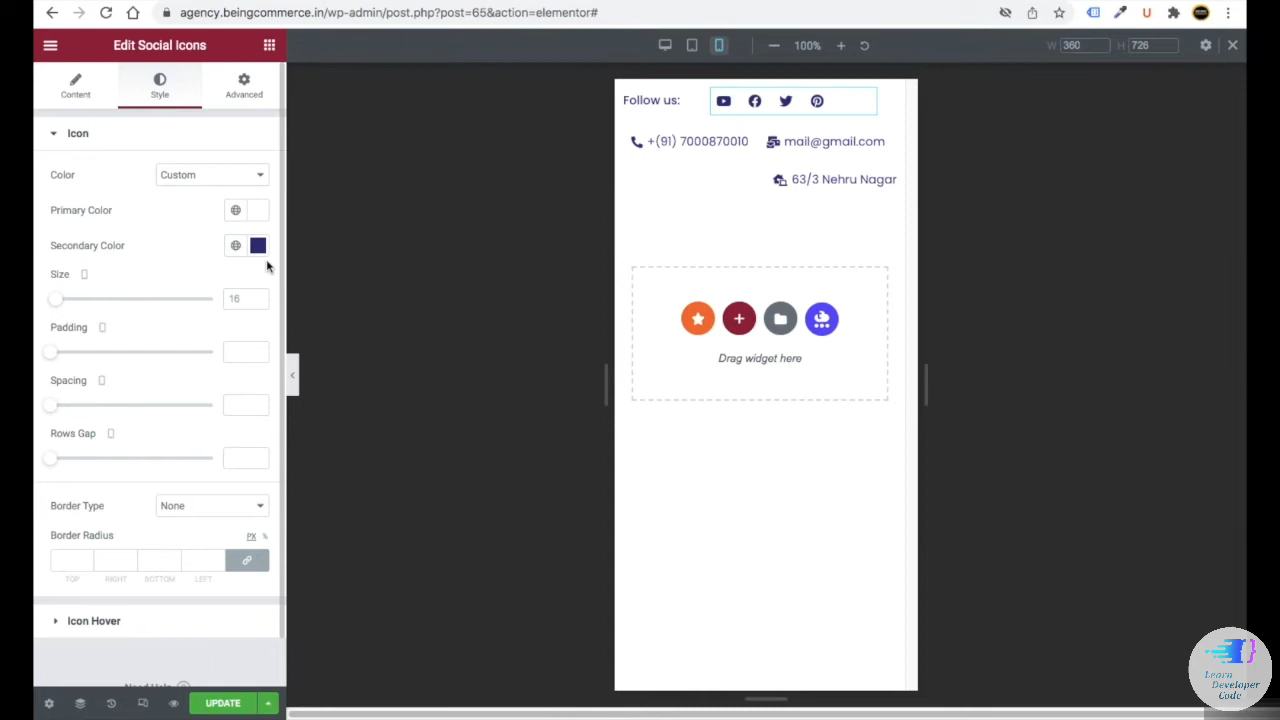 agency.beingcommerce.in/wp-admin/post.php?post=65&action=elementor#
Edit Social Icons
100%
W 360
H 726
Content
Style
Advanced
Icon
Color
Custom
Primary Color
Secondary Color
Size
16
Padding
Spacing
Rows Gap
Border Type
None
Border Radius
PX %
TOP RIGHT BOTTOM LEFT
Icon Hover
Need Help
UPDATE
Follow us:
+(91) 7000870010
mail@gmail.com
63/3 Nehru Nagar
Drag widget here
Learn
Developer
Code